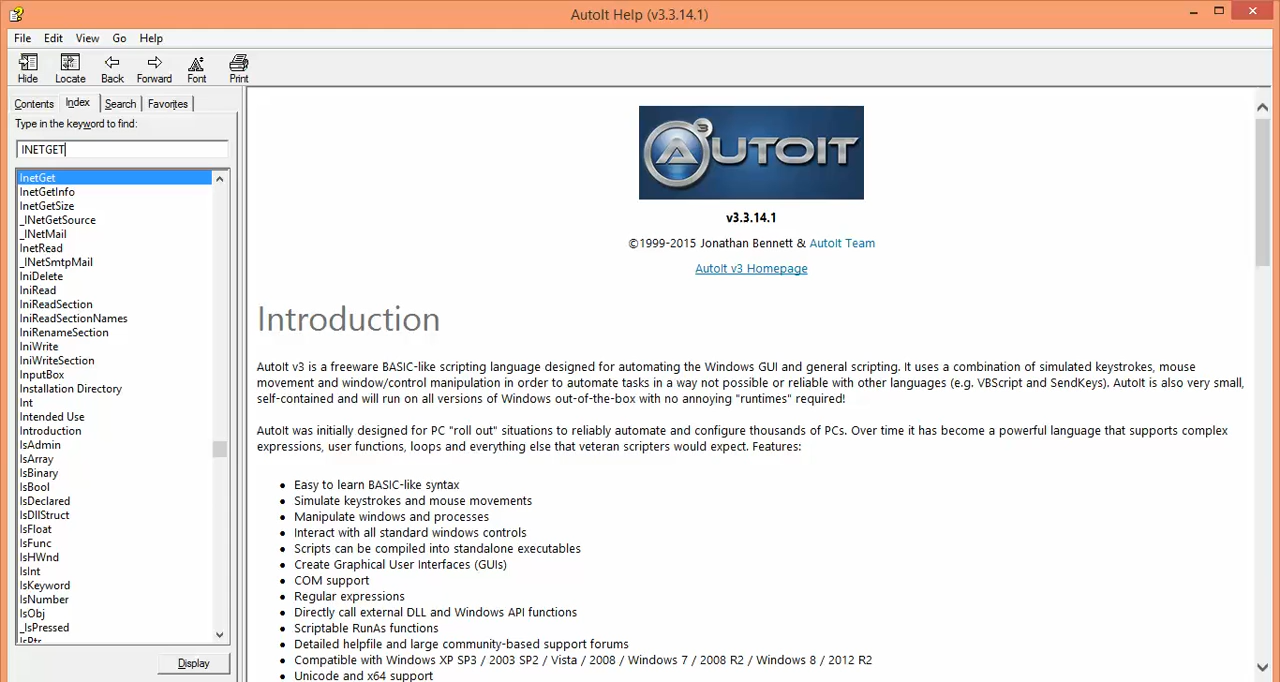 AutoIt Help (v3.3.14.1)
File Edit View Go Help
Hide Locate Back Forward Font Print
Contents Index Search Favorites
Type in the keyword to find:
INETGET
InetGet
InetGetInfo
InetGetSize
_INetGetSource
_INetMail
InetRead
_INetSmtpMail
IniDelete
IniRead
IniReadSection
IniReadSectionNames
IniRenameSection
IniWrite
IniWriteSection
InputBox
Installation Directory
Int
Intended Use
Introduction
IsAdmin
IsArray
IsBinary
IsBool
IsDeclared
IsDllStruct
IsFloat
IsFunc
IsHWnd
IsInt
IsKeyword
IsNumber
IsObj
_IsPressed
IsPtr
Display
AUTOIT 3
v3.3.14.1
©1999-2015 Jonathan Bennett & AutoIt Team
AutoIt v3 Homepage
Introduction
AutoIt v3 is a freeware BASIC-like scripting language designed for automating the Windows GUI and general scripting. It uses a combination of simulated keystrokes, mouse
movement and window/control manipulation in order to automate tasks in a way not possible or reliable with other languages (e.g. VBScript and SendKeys). AutoIt is also very small,
self-contained and will run on all versions of Windows out-of-the-box with no annoying "runtimes" required!
AutoIt was initially designed for PC "roll out" situations to reliably automate and configure thousands of PCs. Over time it has become a powerful language that supports complex
expressions, user functions, loops and everything else that veteran scripters would expect. Features:
• Easy to learn BASIC-like syntax
• Simulate keystrokes and mouse movements
• Manipulate windows and processes
• Interact with all standard windows controls
• Scripts can be compiled into standalone executables
• Create Graphical User Interfaces (GUIs)
• COM support
• Regular expressions
• Directly call external DLL and Windows API functions
• Scriptable RunAs functions
• Detailed helpfile and large community-based support forums
• Compatible with Windows XP SP3 / 2003 SP2 / Vista / 2008 / Windows 7 / 2008 R2 / Windows 8 / 2012 R2
• Unicode and x64 support